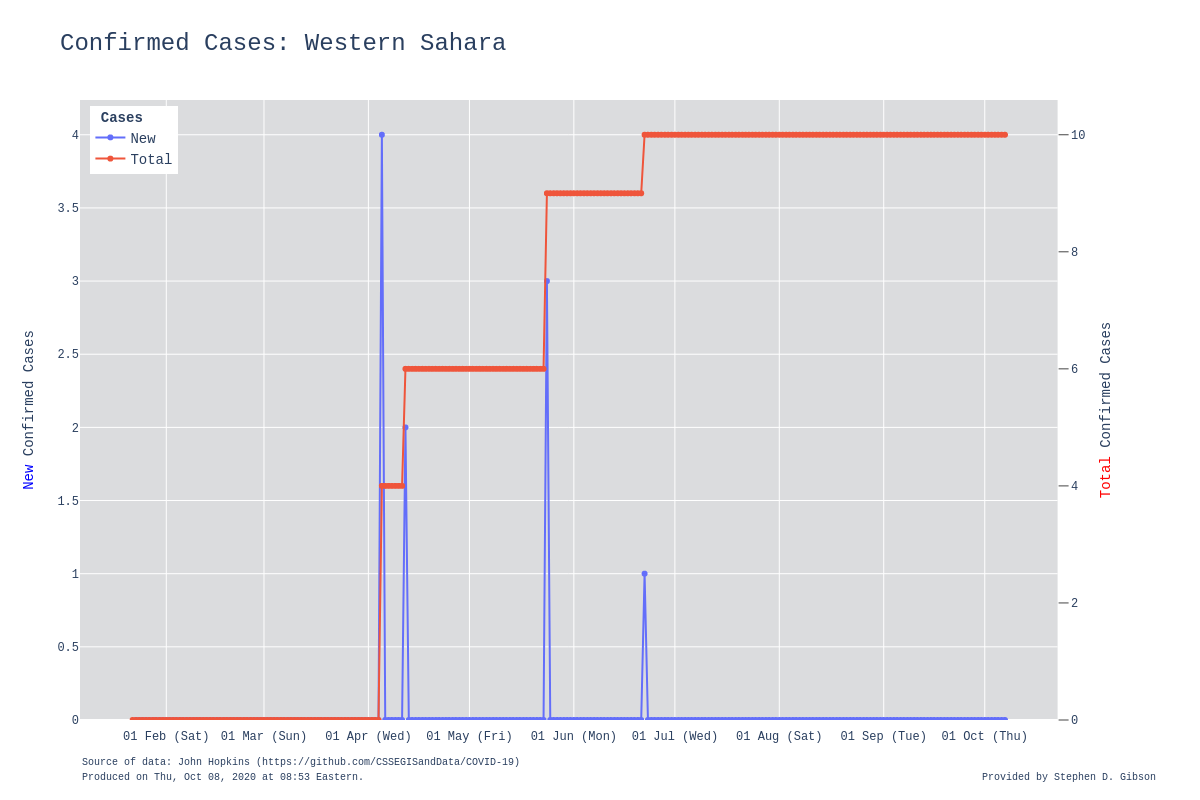 Confirmed Cases: Western Sahara
Cases
New
Total
4
3.5
3
2.5
2
1.5
1
0.5
0
New Confirmed Cases
10
8
6
4
2
0
Total Confirmed Cases
01 Feb (Sat) 01 Mar (Sun) 01 Apr (Wed) 01 May (Fri) 01 Jun (Mon) 01 Jul (Wed) 01 Aug (Sat) 01 Sep (Tue) 01 Oct (Thu)
Source of data: John Hopkins (https://github.com/CSSEGISandData/COVID-19)
Produced on Thu, Oct 08, 2020 at 08:53 Eastern.
Provided by Stephen D. Gibson